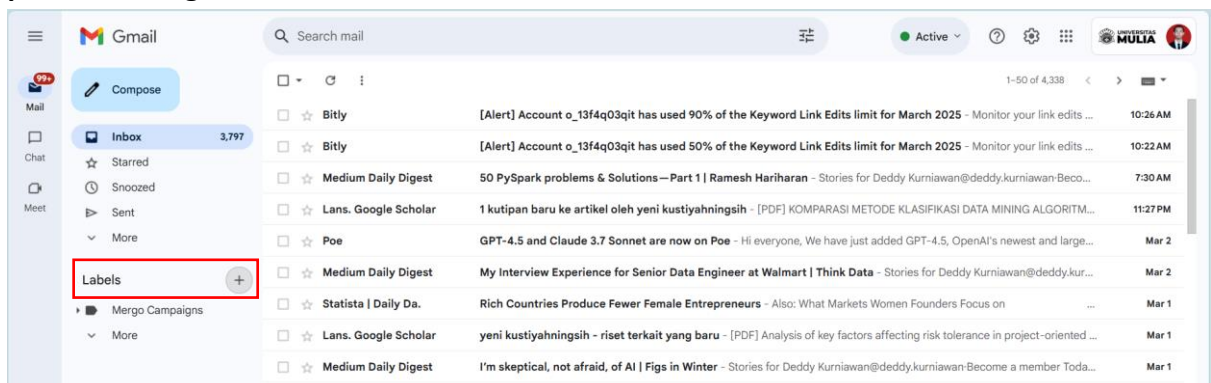 Gmail
Search mail
Active
UNIVERSITAS
MULIA
99+
Mail
Compose
1–50 of 4,338
Chat
Meet
Inbox 3,797
Starred
Snoozed
Sent
More
Labels
Mergo Campaigns
More
Bitly [Alert] Account o_13f4q03qit has used 90% of the Keyword Link Edits limit for March 2025 - Monitor your link edits ... 10:26 AM
Bitly [Alert] Account o_13f4q03qit has used 50% of the Keyword Link Edits limit for March 2025 - Monitor your link edits ... 10:22 AM
Medium Daily Digest 50 PySpark problems & Solutions — Part 1 | Ramesh Hariharan - Stories for Deddy Kurniawan@deddy.kurniawan·Beco... 7:30 AM
Lans. Google Scholar 1 kutipan baru ke artikel oleh yeni kustiyahningsih - [PDF] KOMPARASI METODE KLASIFIKASI DATA MINING ALGORITM... 11:27 PM
Poe GPT-4.5 and Claude 3.7 Sonnet are now on Poe - Hi everyone, We have just added GPT-4.5, OpenAI's newest and large... Mar 2
Medium Daily Digest My Interview Experience for Senior Data Engineer at Walmart | Think Data - Stories for Deddy Kurniawan@deddy.kur... Mar 2
Statista | Daily Da. Rich Countries Produce Fewer Female Entrepreneurs - Also: What Markets Women Founders Focus on ... Mar 1
Lans. Google Scholar yeni kustiyahningsih - riset terkait yang baru - [PDF] Analysis of key factors affecting risk tolerance in project-oriented ... Mar 1
Medium Daily Digest I'm skeptical, not afraid, of AI | Figs in Winter - Stories for Deddy Kurniawan@deddy.kurniawan·Become a member Toda... Mar 1